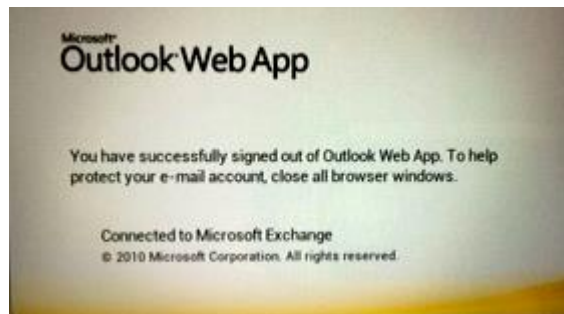 Microsoft
Outlook Web App
You have successfully signed out of Outlook Web App. To help
protect your e-mail account, close all browser windows.
Connected to Microsoft Exchange
© 2010 Microsoft Corporation. All rights reserved.